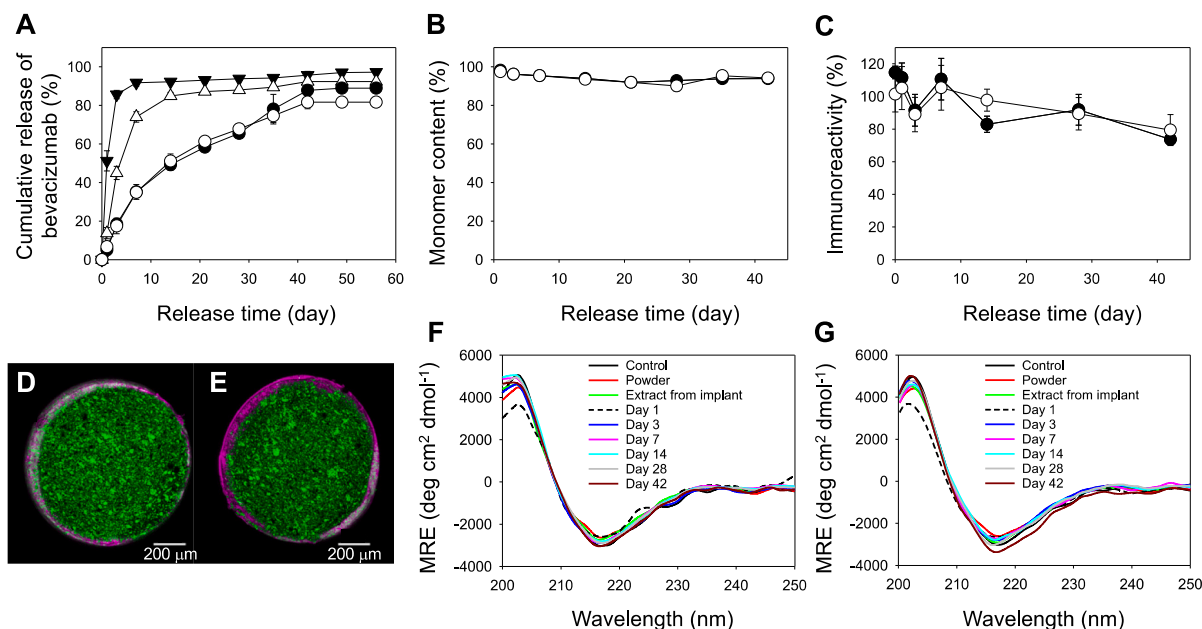 A
Cumulative release of
bevacizumab (%)
120
100
80
60
40
20
0
0 10 20 30 40 50 60
Release time (day)
B
Monomer content (%)
120
100
80
60
40
20
0
0 10 20 30 40
Release time (day)
C
Immunoreactivity (%)
120
100
80
60
40
20
0
0 10 20 30 40
Release time (day)
D
200 μm
E
200 μm
F
MRE (deg cm² dmol⁻¹)
6000
4000
2000
0
−2000
−4000
Control
Powder
Extract from implant
Day 1
Day 3
Day 7
Day 14
Day 28
Day 42
200 210 220 230 240 250
Wavelength (nm)
G
MRE (deg cm² dmol⁻¹)
6000
4000
2000
0
−2000
−4000
Control
Powder
Extract from implant
Day 1
Day 3
Day 7
Day 14
Day 28
Day 42
200 210 220 230 240 250
Wavelength (nm)